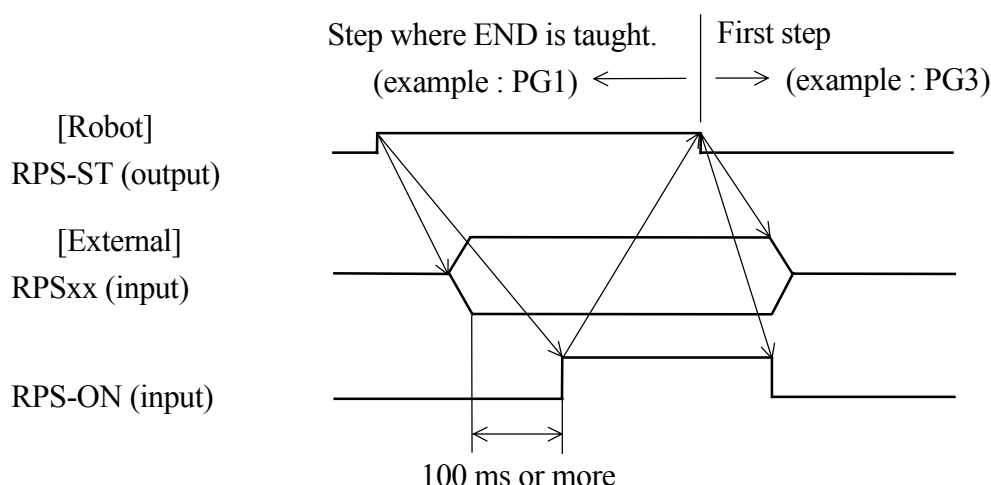 Step where END is taught.
First step
(example : PG1)
(example : PG3)
[Robot]
RPS-ST (output)
[External]
RPSxx (input)
RPS-ON (input)
100 ms or more